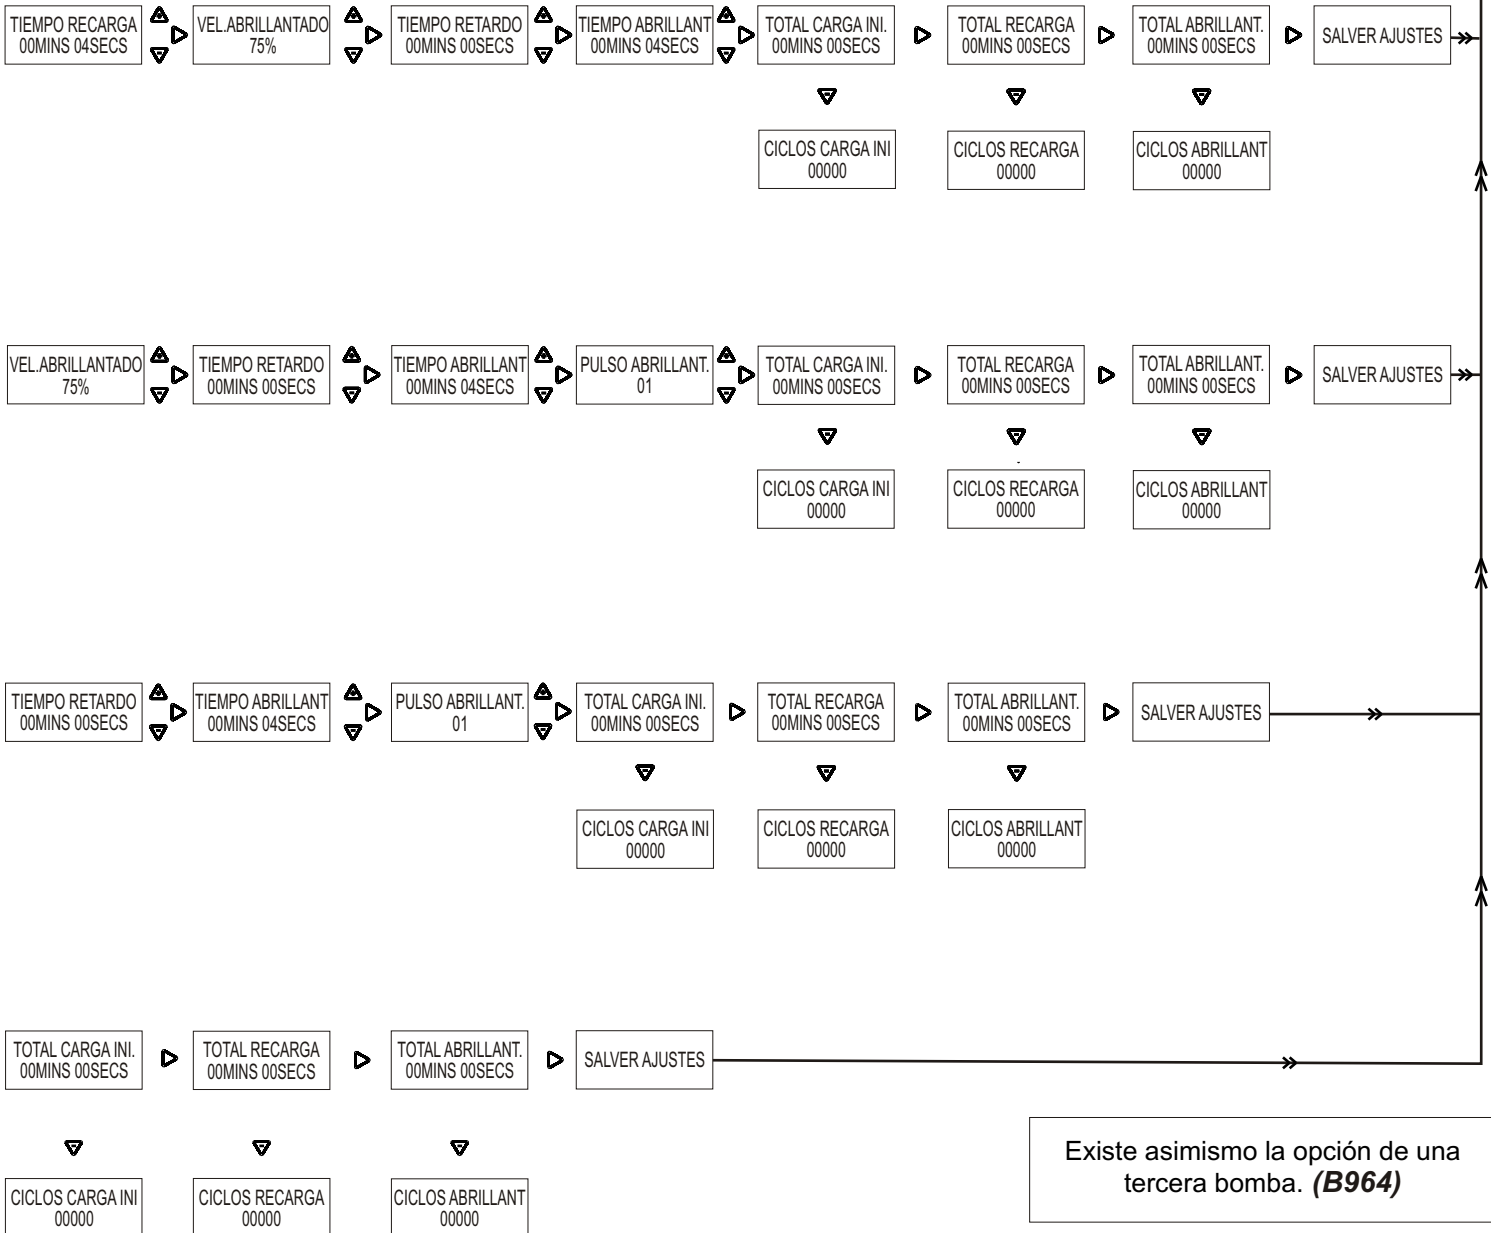 TIEMPO RECARGA
00MINS 04SECS
VEL.ABRILLANTADO
75%
TIEMPO RETARDO
00MINS 00SECS
TIEMPO ABRILLANT
00MINS 04SECS
TOTAL CARGA INI.
00MINS 00SECS
TOTAL RECARGA
00MINS 00SECS
TOTAL ABRILLANT.
00MINS 00SECS
SALVER AJUSTES
CICLOS CARGA INI
00000
CICLOS RECARGA
00000
CICLOS ABRILLANT
00000
VEL.ABRILLANTADO
75%
TIEMPO RETARDO
00MINS 00SECS
TIEMPO ABRILLANT
00MINS 04SECS
PULSO ABRILLANT.
01
TOTAL CARGA INI.
00MINS 00SECS
TOTAL RECARGA
00MINS 00SECS
TOTAL ABRILLANT.
00MINS 00SECS
SALVER AJUSTES
CICLOS CARGA INI
00000
CICLOS RECARGA
00000
CICLOS ABRILLANT
00000
TIEMPO RETARDO
00MINS 00SECS
TIEMPO ABRILLANT
00MINS 04SECS
PULSO ABRILLANT.
01
TOTAL CARGA INI.
00MINS 00SECS
TOTAL RECARGA
00MINS 00SECS
TOTAL ABRILLANT.
00MINS 00SECS
SALVER AJUSTES
CICLOS CARGA INI
00000
CICLOS RECARGA
00000
CICLOS ABRILLANT
00000
TOTAL CARGA INI.
00MINS 00SECS
TOTAL RECARGA
00MINS 00SECS
TOTAL ABRILLANT.
00MINS 00SECS
SALVER AJUSTES
CICLOS CARGA INI
00000
CICLOS RECARGA
00000
CICLOS ABRILLANT
00000
Existe asimismo la opción de una
tercera bomba. (B964)